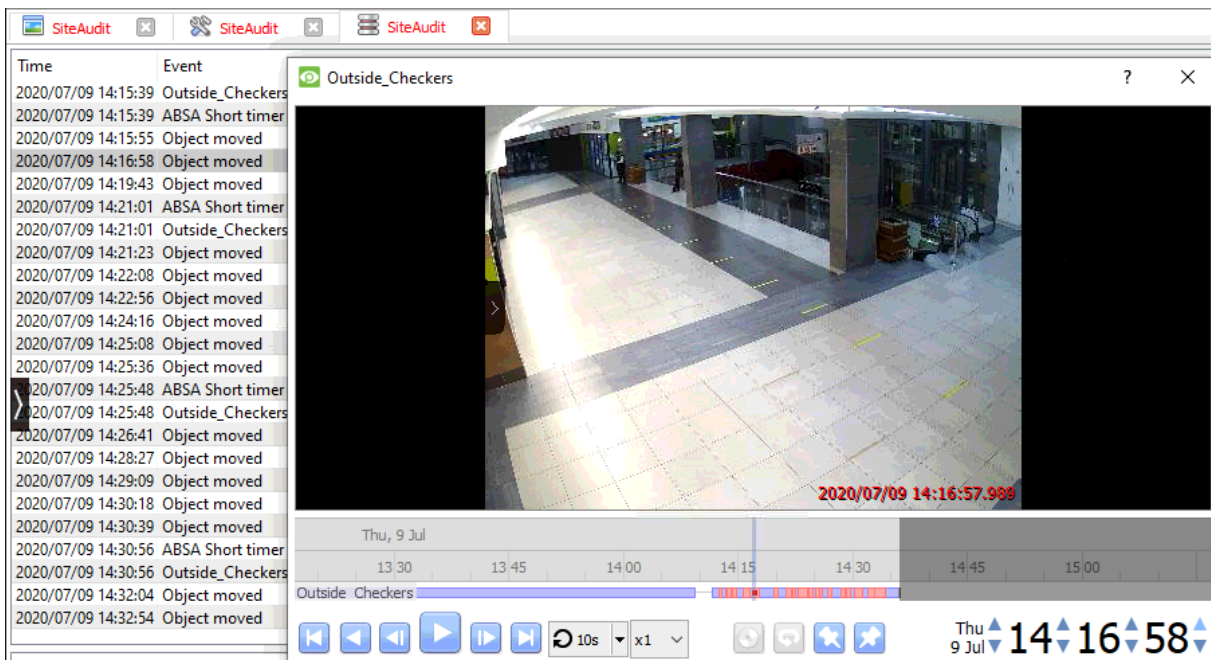 SiteAudit SiteAudit SiteAudit
Time Event
Outside_Checkers ?
2020/07/09 14:15:39 Outside_Checkers
2020/07/09 14:15:39 ABSA Short timer
2020/07/09 14:15:55 Object moved
2020/07/09 14:16:58 Object moved
2020/07/09 14:19:43 Object moved
2020/07/09 14:21:01 ABSA Short timer
2020/07/09 14:21:01 Outside_Checkers
2020/07/09 14:21:23 Object moved
2020/07/09 14:22:08 Object moved
2020/07/09 14:22:56 Object moved
2020/07/09 14:24:16 Object moved
2020/07/09 14:25:08 Object moved
2020/07/09 14:25:36 Object moved
020/07/09 14:25:48 ABSA Short timer
020/07/09 14:25:48 Outside_Checkers
2020/07/09 14:26:41 Object moved
2020/07/09 14:28:27 Object moved
2020/07/09 14:29:09 Object moved
2020/07/09 14:30:18 Object moved
2020/07/09 14:30:39 Object moved
2020/07/09 14:30:56 ABSA Short timer
2020/07/09 14:30:56 Outside_Checkers
2020/07/09 14:32:04 Object moved
2020/07/09 14:32:54 Object moved
2020/07/09 14:16:57.989
Thu, 9 Jul
13 30 13 45 14 00 14 15 14 30 14 45 15 00
Outside Checkers
10s x1
Thu
9 Jul 14 16 58